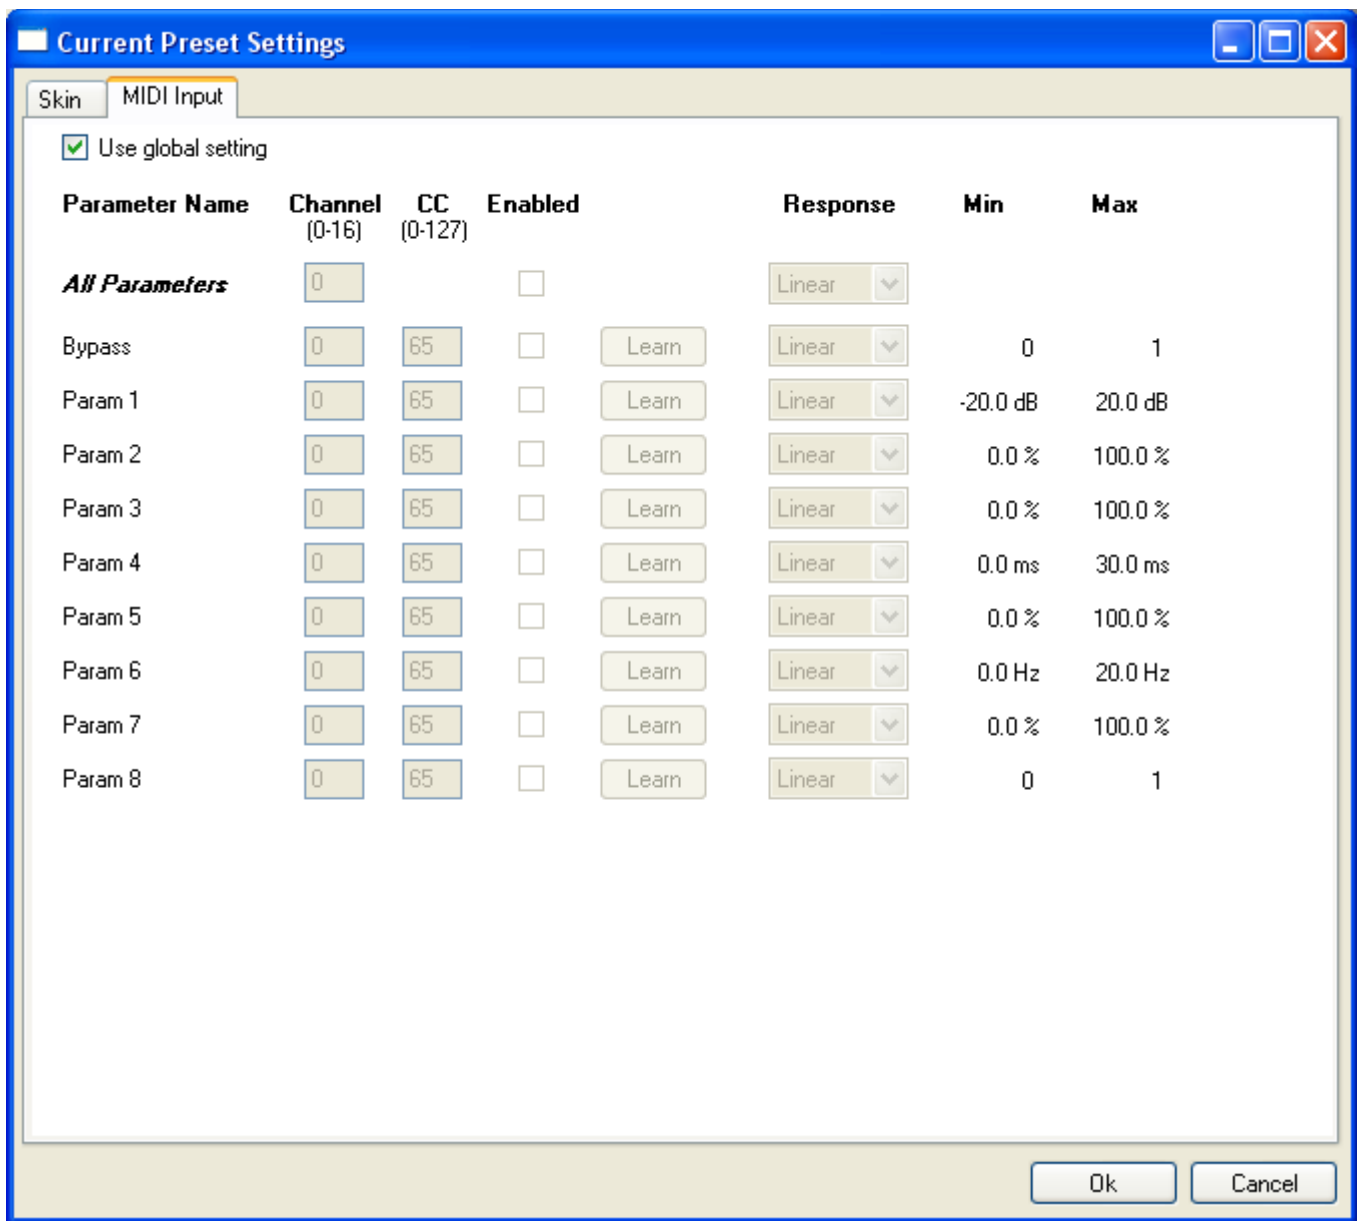 Current Preset Settings
Skin MIDI Input
Use global setting
Parameter Name Channel CC Enabled Response Min Max
(0-16) (0-127)
All Parameters 0 Linear
Bypass 0 65 Learn Linear 0 1
Param 1 0 65 Learn Linear -20.0 dB 20.0 dB
Param 2 0 65 Learn Linear 0.0 % 100.0 %
Param 3 0 65 Learn Linear 0.0 % 100.0 %
Param 4 0 65 Learn Linear 0.0 ms 30.0 ms
Param 5 0 65 Learn Linear 0.0 % 100.0 %
Param 6 0 65 Learn Linear 0.0 Hz 20.0 Hz
Param 7 0 65 Learn Linear 0.0 % 100.0 %
Param 8 0 65 Learn Linear 0 1
Ok Cancel